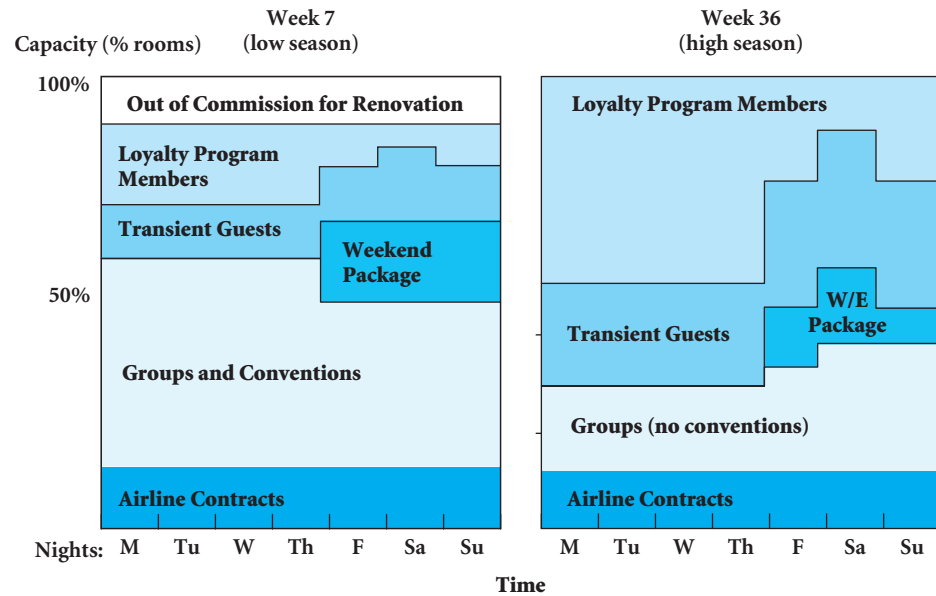 Week 7
(low season)
Week 36
(high season)
Capacity (% rooms)
100%
50%
Out of Commission for Renovation
Loyalty Program
Members
Transient Guests
Weekend
Package
Groups and Conventions
Airline Contracts
Loyalty Program Members
Transient Guests
W/E
Package
Groups (no conventions)
Airline Contracts
Nights: M Tu W Th F Sa Su
M Tu W Th F Sa Su
Time